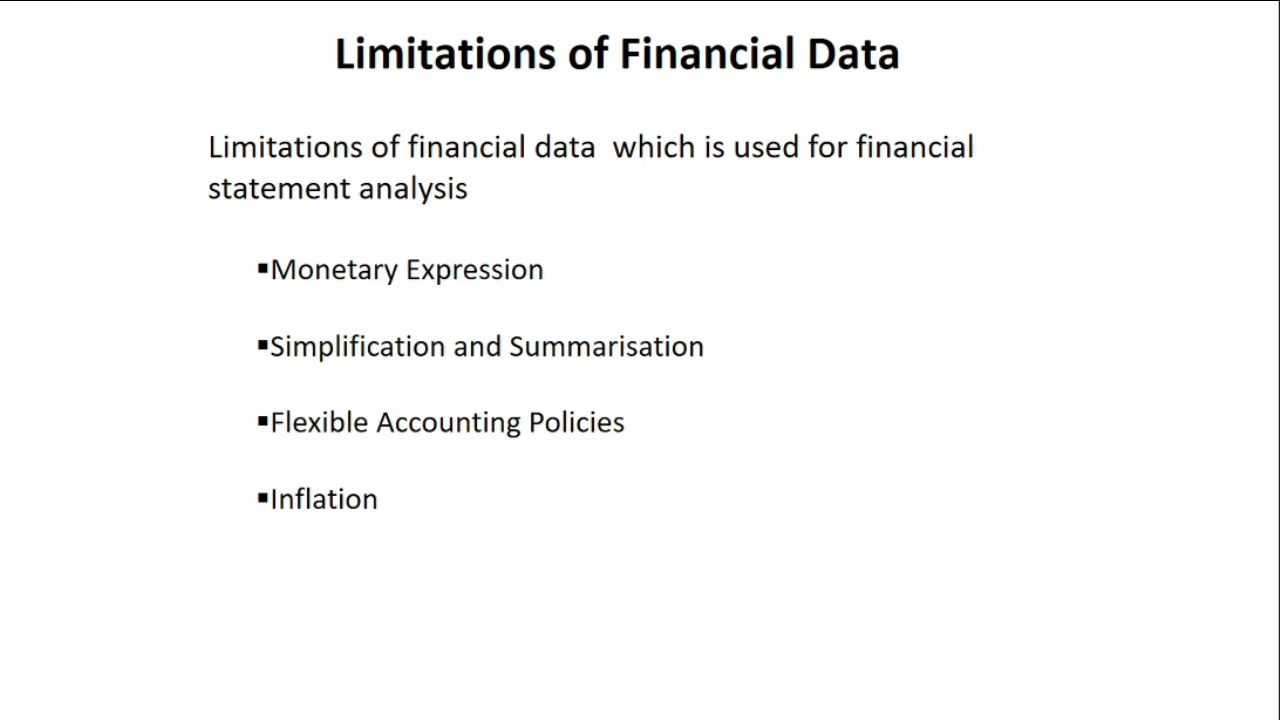 Limitations of Financial Data
Limitations of financial data  which is used for financial
statement analysis
▪Monetary Expression
▪Simplification and Summarisation
▪Flexible Accounting Policies
▪Inflation